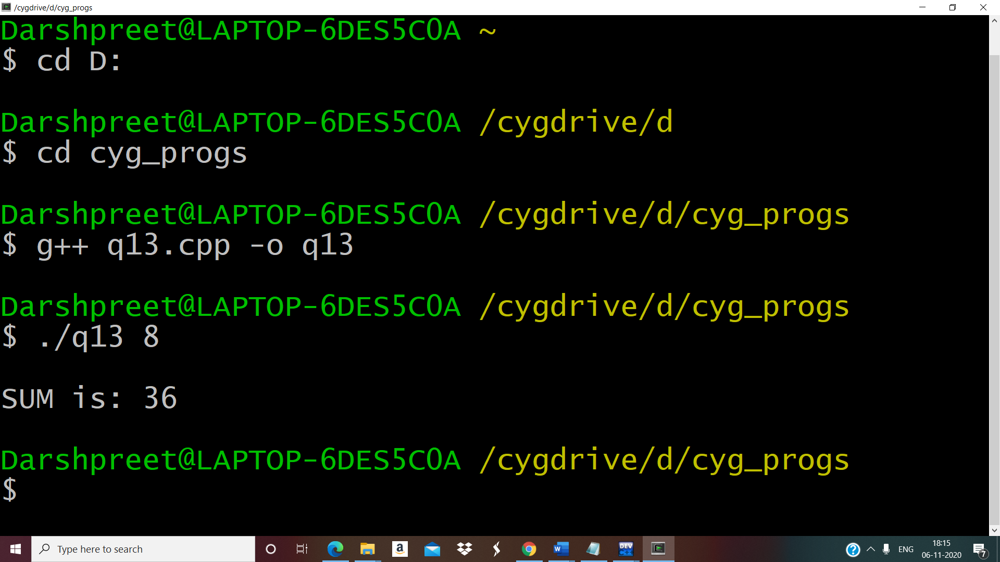 /cygdrive/d/cyg_progs
Darshpreet@LAPTOP-6DES5C0A ~
$ cd D:
Darshpreet@LAPTOP-6DES5C0A /cygdrive/d
$ cd cyg_progs
Darshpreet@LAPTOP-6DES5C0A /cygdrive/d/cyg_progs
$ g++ q13.cpp -o q13
Darshpreet@LAPTOP-6DES5C0A /cygdrive/d/cyg_progs
$ ./q13 8
SUM is: 36
Darshpreet@LAPTOP-6DES5C0A /cygdrive/d/cyg_progs
$
Type here to search
a
W
DEV
C++
?
ENG
18:15
06-11-2020
7